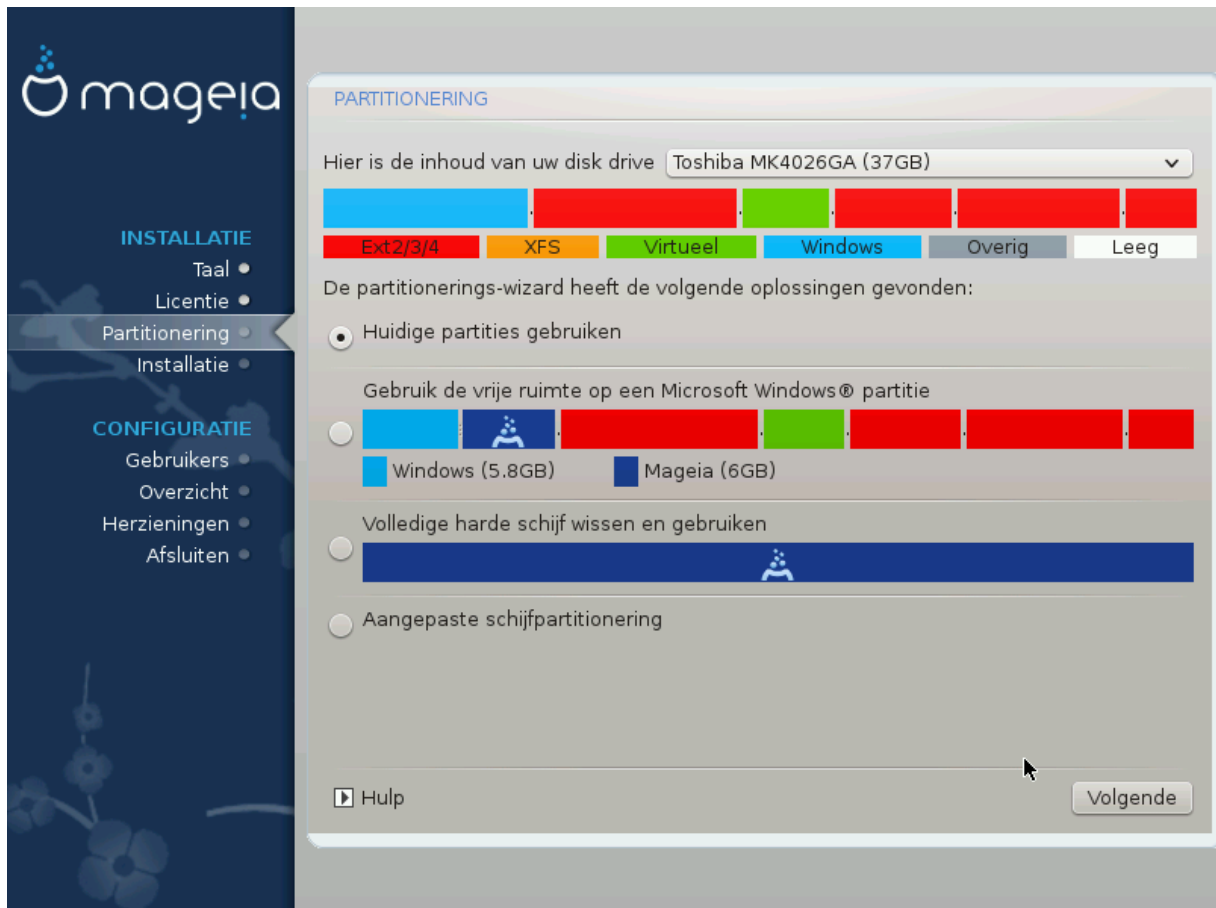 mageia
INSTALLATIE
Taal
Licentie
Partitionering
Installatie
CONFIGURATIE
Gebruikers
Overzicht
Herzieningen
Afsluiten
PARTITIONERING
Hier is de inhoud van uw disk drive Toshiba MK4026GA (37GB)
Ext2/3/4 XFS Virtueel Windows Overig Leeg
De partitionerings-wizard heeft de volgende oplossingen gevonden:
Huidige partities gebruiken
Gebruik de vrije ruimte op een Microsoft Windows® partitie
Windows (5.8GB) Mageia (6GB)
Volledige harde schijf wissen en gebruiken
Aangepaste schijfpartitionering
Hulp Volgende